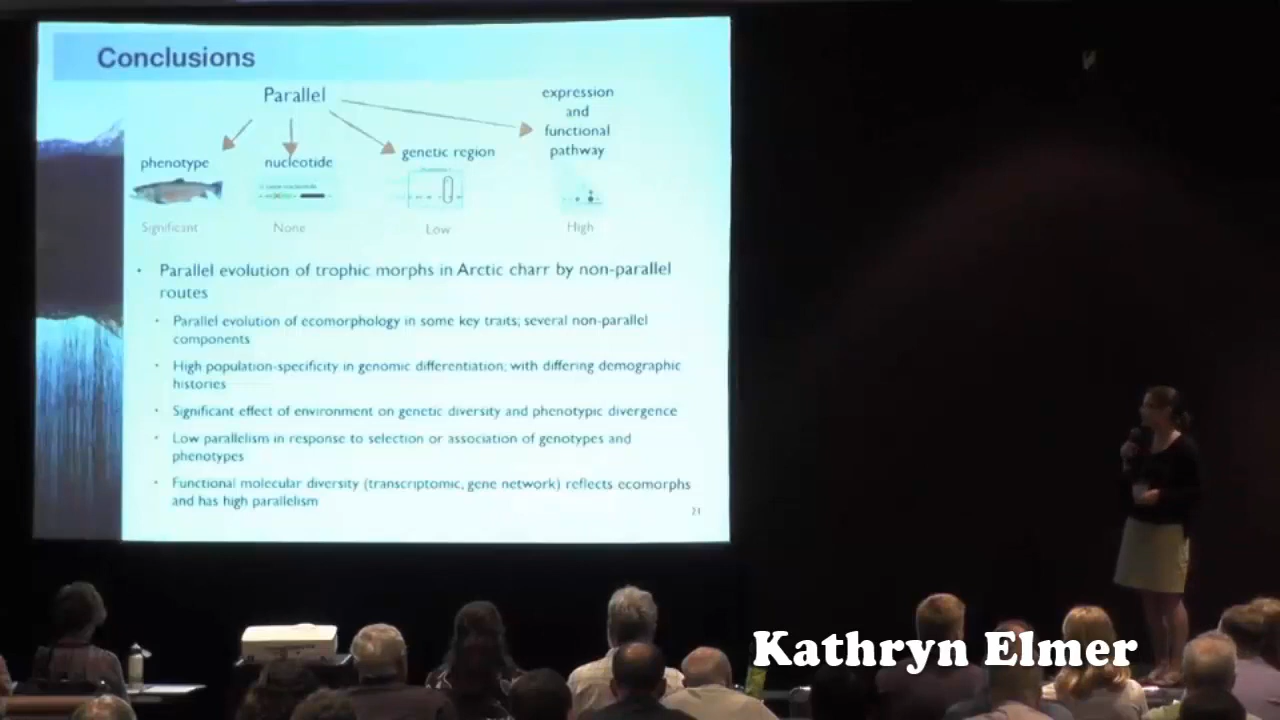 Conclusions
Parallel
expression
and
functional
pathway
phenotype
nucleotide
genetic region
Significant
None
Low
High
• Parallel evolution of trophic morphs in Arctic charr by non-parallel
routes
• Parallel evolution of ecomorphology in some key traits; several non-parallel
components
• High population-specificity in genomic differentiation; with differing demographic
histories
• Significant effect of environment on genetic diversity and phenotypic divergence
• Low parallelism in response to selection or association of genotypes and
phenotypes
• Functional molecular diversity (transcriptomic, gene network) reflects ecomorphs
and has high parallelism
21
Kathryn Elmer